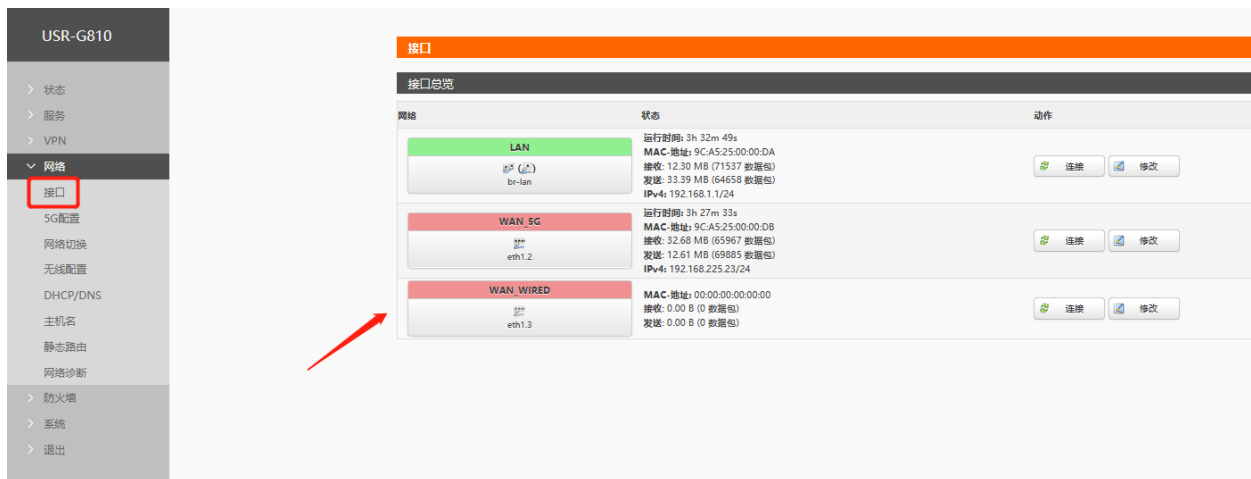 USR-G810
状态
服务
VPN
网络
接口
5G配置
网络切换
无线配置
DHCP/DNS
主机名
静态路由
网络诊断
防火墙
系统
退出
接口
接口总览
网络 状态 动作
LAN
br-lan
运行时间: 3h 32m 49s
MAC-地址: 9C:A5:25:00:00:DA
接收: 12.30 MB (71537 数据包)
发送: 33.39 MB (64658 数据包)
IPv4: 192.168.1.1/24
连接 修改
WAN_5G
eth1.2
运行时间: 3h 27m 33s
MAC-地址: 9C:A5:25:00:00:DB
接收: 32.68 MB (65967 数据包)
发送: 12.61 MB (69885 数据包)
IPv4: 192.168.225.23/24
连接 修改
WAN_WIRED
eth1.3
MAC-地址: 00:00:00:00:00:00
接收: 0.00 B (0 数据包)
发送: 0.00 B (0 数据包)
连接 修改